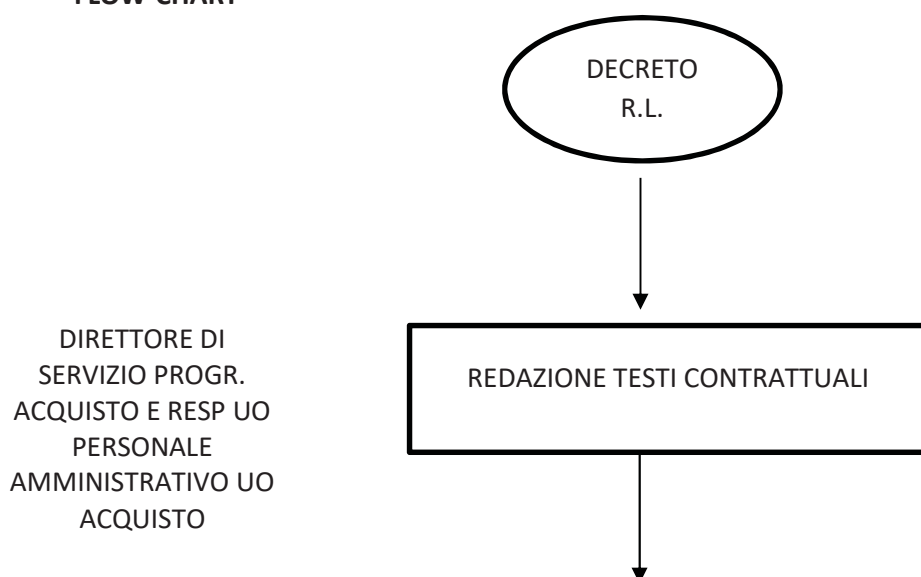 FLOW-CHART
DECRETO
R.L.
DIRETTORE DI
SERVIZIO PROGR.
ACQUISTO E RESP UO
PERSONALE
AMMINISTRATIVO UO
ACQUISTO
REDAZIONE TESTI CONTRATTUALI